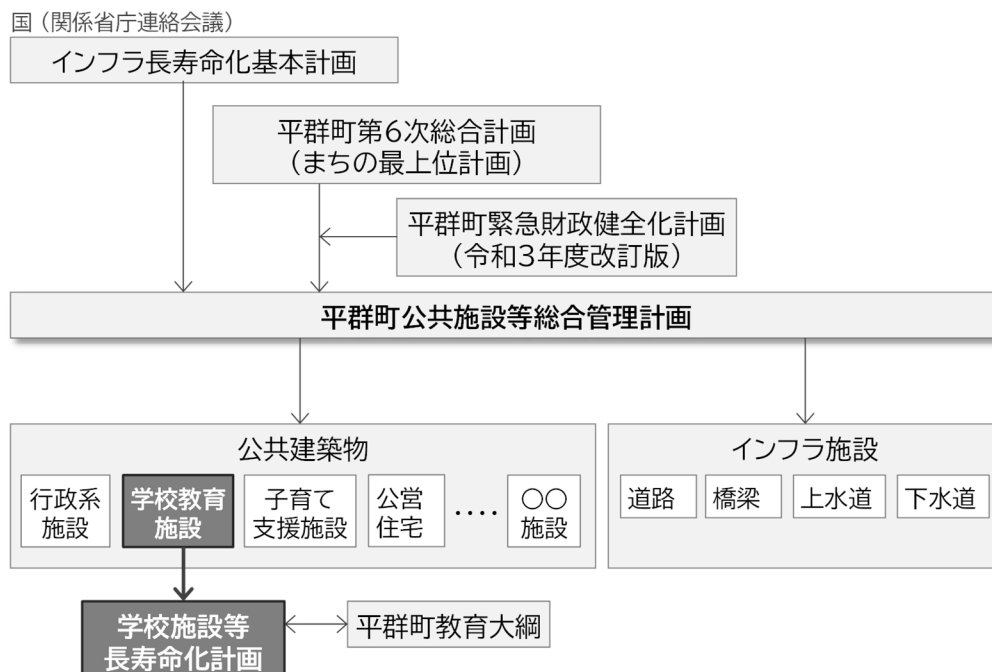 国（関係省庁連絡会議）
インフラ長寿命化基本計画
平群町第6次総合計画
（まちの最上位計画）
平群町緊急財政健全化計画
（令和3年度改訂版）
平群町公共施設等総合管理計画
公共建築物
行政系
施設
学校教育
施設
子育て
支援施設
公営
住宅
‥‥
〇〇
施設
インフラ施設
道路
橋梁
上水道
下水道
学校施設等
長寿命化計画
平群町教育大綱